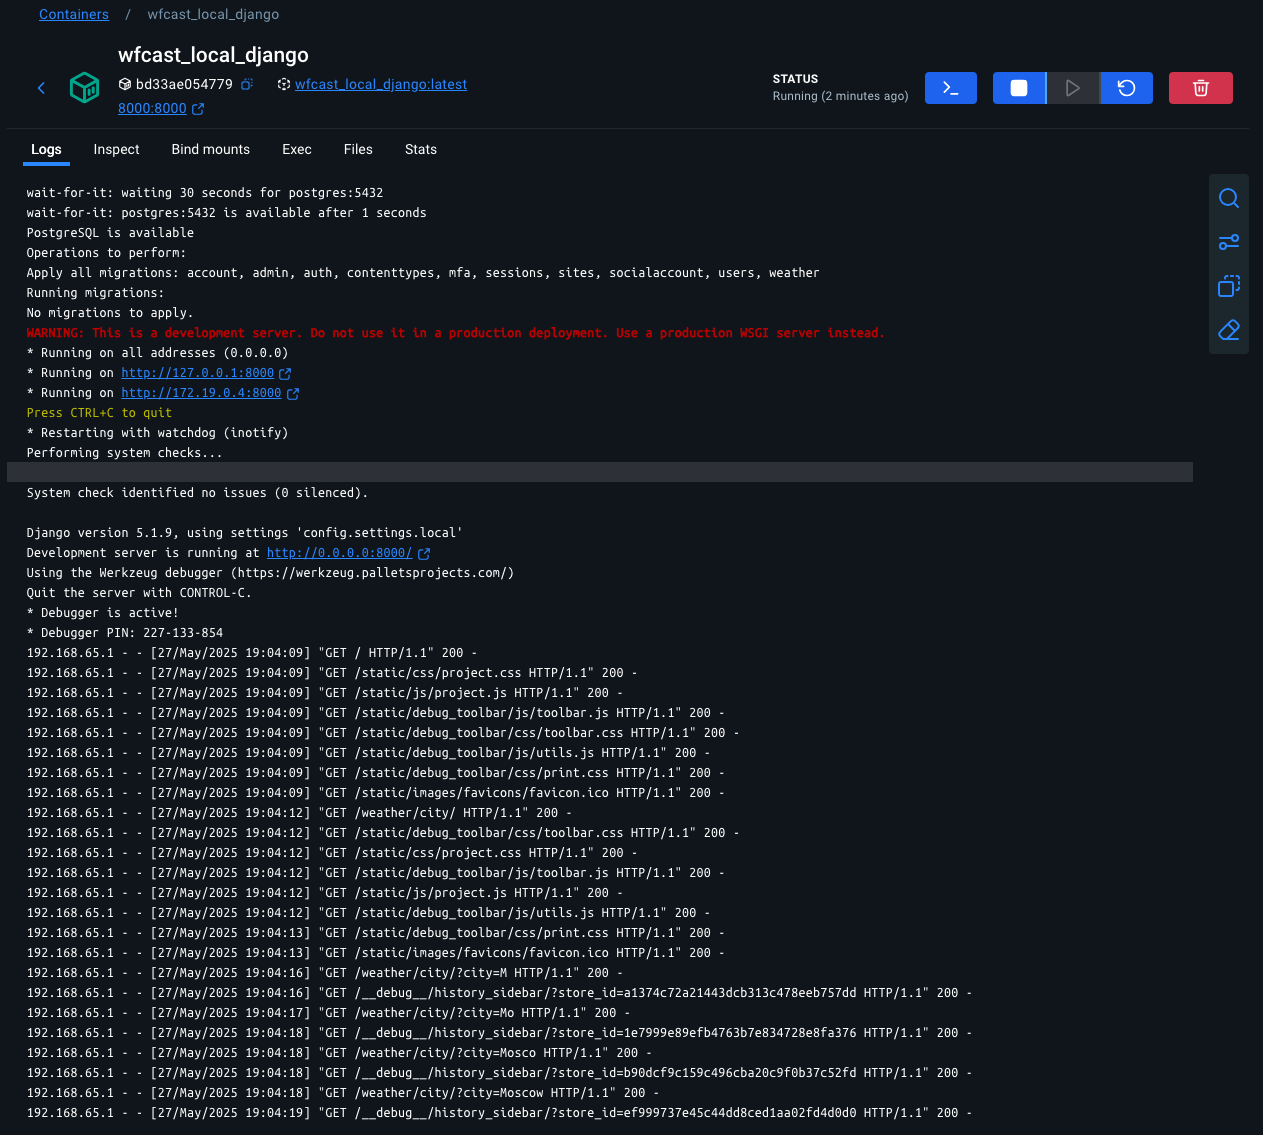 Containers / wfcast_local_django
wfcast_local_django
bd33ae054779 wfcast_local_django:latest
8000:8000
STATUS
Running (2 minutes ago)
Logs Inspect Bind mounts Exec Files Stats
wait-for-it: waiting 30 seconds for postgres:5432
wait-for-it: postgres:5432 is available after 1 seconds
PostgreSQL is available
Operations to perform:
Apply all migrations: account, admin, auth, contenttypes, mfa, sessions, sites, socialaccount, users, weather
Running migrations:
No migrations to apply.
WARNING: This is a development server. Do not use it in a production deployment. Use a production WSGI server instead.
* Running on all addresses (0.0.0.0)
* Running on http://127.0.0.1:8000
* Running on http://172.19.0.4:8000
Press CTRL+C to quit
* Restarting with watchdog (inotify)
Performing system checks...
System check identified no issues (0 silenced).
Django version 5.1.9, using settings 'config.settings.local'
Development server is running at http://0.0.0.0:8000/
Using the Werkzeug debugger (https://werkzeug.palletsprojects.com/)
Quit the server with CONTROL-C.
* Debugger is active!
* Debugger PIN: 227-133-854
192.168.65.1 - - [27/May/2025 19:04:09] "GET / HTTP/1.1" 200 -
192.168.65.1 - - [27/May/2025 19:04:09] "GET /static/css/project.css HTTP/1.1" 200 -
192.168.65.1 - - [27/May/2025 19:04:09] "GET /static/js/project.js HTTP/1.1" 200 -
192.168.65.1 - - [27/May/2025 19:04:09] "GET /static/debug_toolbar/js/toolbar.js HTTP/1.1" 200 -
192.168.65.1 - - [27/May/2025 19:04:09] "GET /static/debug_toolbar/css/toolbar.css HTTP/1.1" 200 -
192.168.65.1 - - [27/May/2025 19:04:09] "GET /static/debug_toolbar/js/utils.js HTTP/1.1" 200 -
192.168.65.1 - - [27/May/2025 19:04:09] "GET /static/debug_toolbar/css/print.css HTTP/1.1" 200 -
192.168.65.1 - - [27/May/2025 19:04:09] "GET /static/images/favicons/favicon.ico HTTP/1.1" 200 -
192.168.65.1 - - [27/May/2025 19:04:12] "GET /weather/city/ HTTP/1.1" 200 -
192.168.65.1 - - [27/May/2025 19:04:12] "GET /static/debug_toolbar/css/toolbar.css HTTP/1.1" 200 -
192.168.65.1 - - [27/May/2025 19:04:12] "GET /static/css/project.css HTTP/1.1" 200 -
192.168.65.1 - - [27/May/2025 19:04:12] "GET /static/debug_toolbar/js/toolbar.js HTTP/1.1" 200 -
192.168.65.1 - - [27/May/2025 19:04:12] "GET /static/js/project.js HTTP/1.1" 200 -
192.168.65.1 - - [27/May/2025 19:04:12] "GET /static/debug_toolbar/js/utils.js HTTP/1.1" 200 -
192.168.65.1 - - [27/May/2025 19:04:13] "GET /static/debug_toolbar/css/print.css HTTP/1.1" 200 -
192.168.65.1 - - [27/May/2025 19:04:13] "GET /static/images/favicons/favicon.ico HTTP/1.1" 200 -
192.168.65.1 - - [27/May/2025 19:04:16] "GET /weather/city/?city=M HTTP/1.1" 200 -
192.168.65.1 - - [27/May/2025 19:04:16] "GET /__debug__/history_sidebar/?store_id=a1374c72a21443dcb313c478eeb757dd HTTP/1.1" 200 -
192.168.65.1 - - [27/May/2025 19:04:17] "GET /weather/city/?city=Mo HTTP/1.1" 200 -
192.168.65.1 - - [27/May/2025 19:04:18] "GET /__debug__/history_sidebar/?store_id=1e7999e89efb4763b7e834728e8fa376 HTTP/1.1" 200 -
192.168.65.1 - - [27/May/2025 19:04:18] "GET /weather/city/?city=Mosco HTTP/1.1" 200 -
192.168.65.1 - - [27/May/2025 19:04:18] "GET /__debug__/history_sidebar/?store_id=b90dcf9c159c496cba20c9f0b37c52fd HTTP/1.1" 200 -
192.168.65.1 - - [27/May/2025 19:04:18] "GET /weather/city/?city=Moscow HTTP/1.1" 200 -
192.168.65.1 - - [27/May/2025 19:04:19] "GET /__debug__/history_sidebar/?store_id=ef999737e45c44dd8ced1aa02fd4d0d0 HTTP/1.1" 200 -